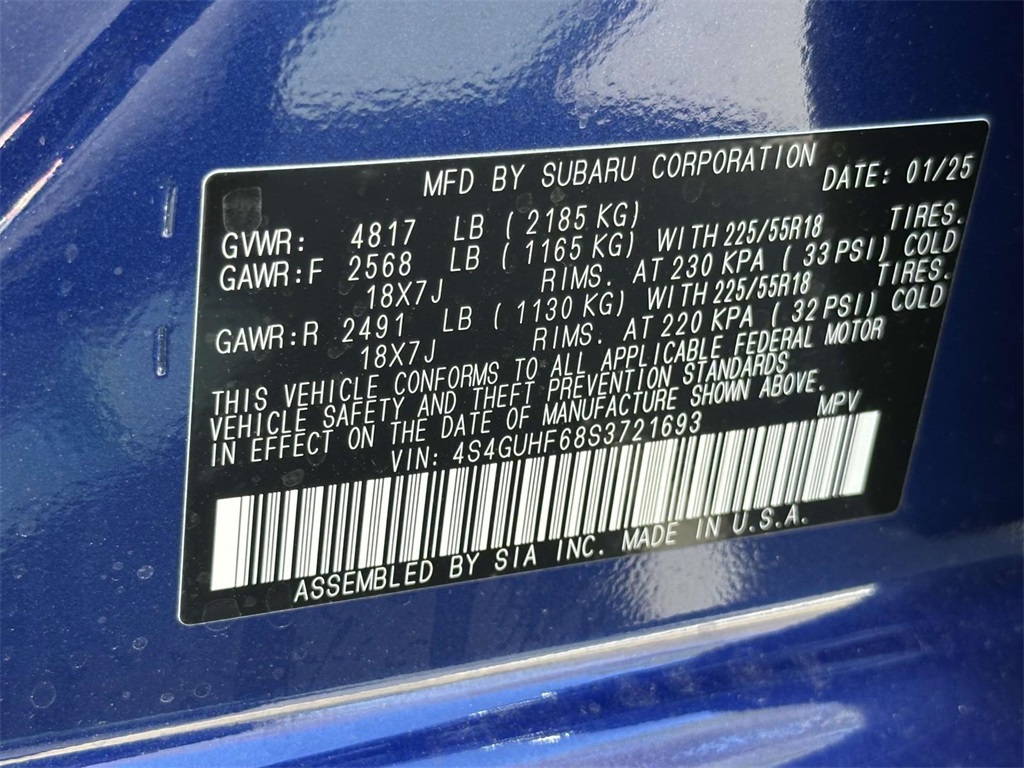 MFD BY SUBARU CORPORATION DATE: 01/25
GVWR: 4817 LB ( 2185 KG)
GAWR:F 2568 LB ( 1165 KG) WITH 225/55R18 TIRES.
18X7J RIMS. AT 230 KPA ( 33 PSI) COLD
GAWR:R 2491 LB ( 1130 KG) WITH 225/55R18 TIRES.
18X7J RIMS. AT 220 KPA ( 32 PSI) COLD
THIS VEHICLE CONFORMS TO ALL APPLICABLE FEDERAL MOTOR
VEHICLE SAFETY AND THEFT PREVENTION STANDARDS
IN EFFECT ON THE DATE OF MANUFACTURE SHOWN ABOVE.
VIN: 4S4GUHF68S3721693 MPV
ASSEMBLED BY SIA INC. MADE IN U.S.A.